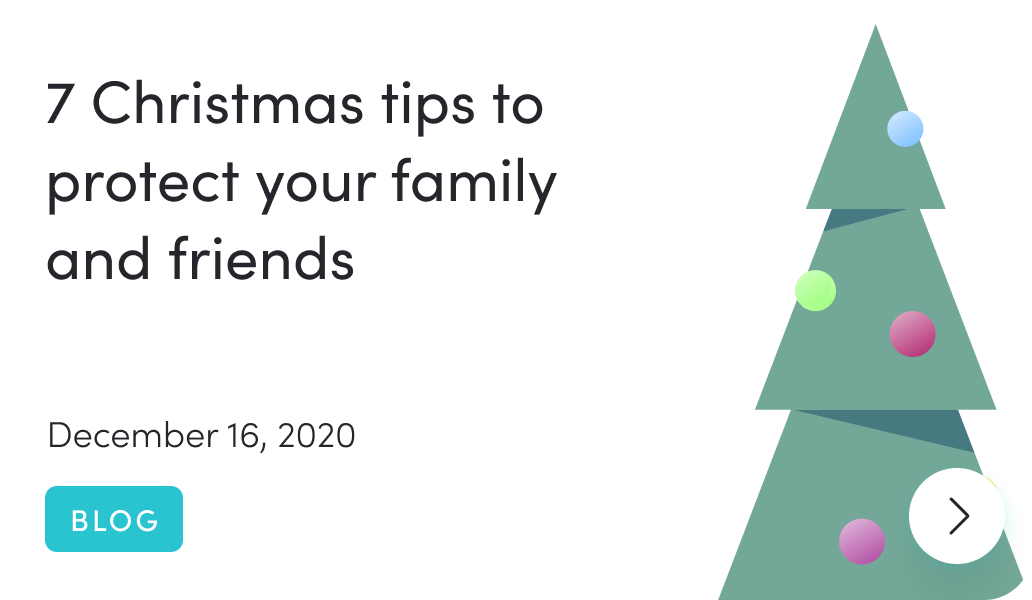 7 Christmas tips to
protect your family
and friends
December 16, 2020
BLOG